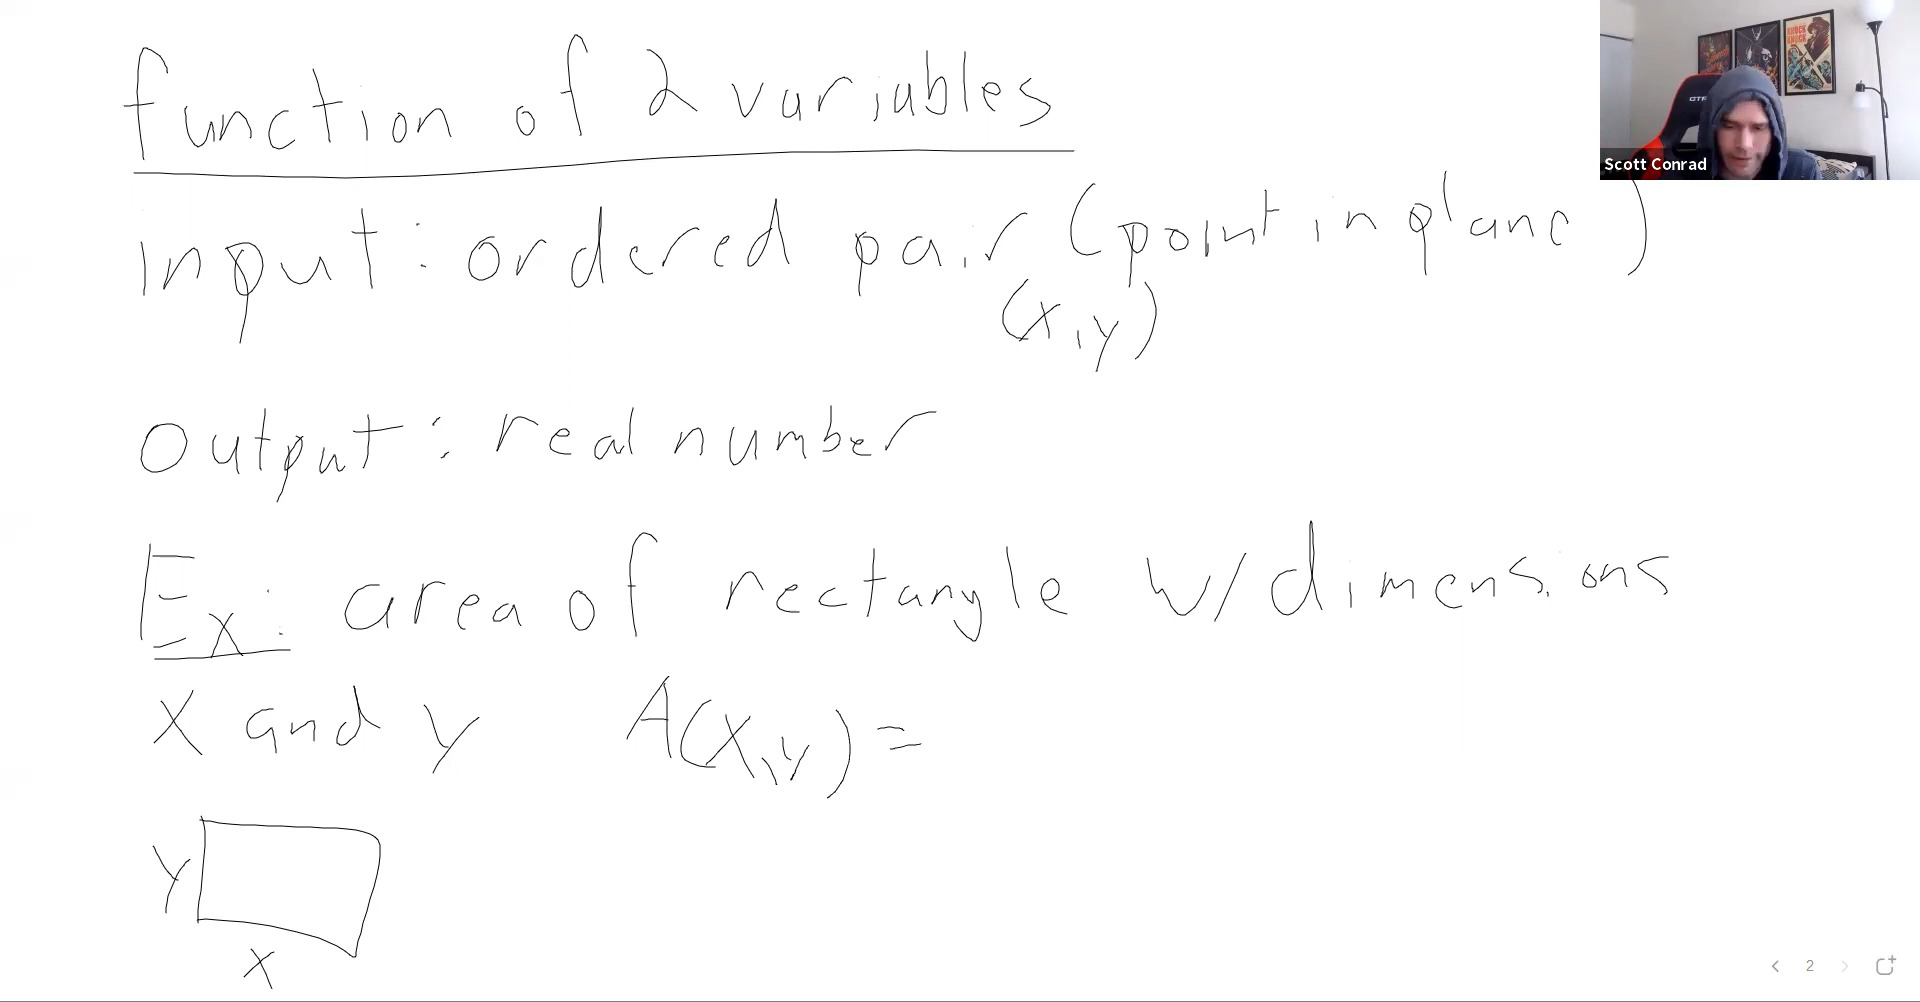 function of 2 variables
input: ordered pair (point in plane)
(x,y)
output: real number
Ex: area of rectangle w/ dimensions
x and y A(x,y) =
y
x
Scott Conrad
GTR
2